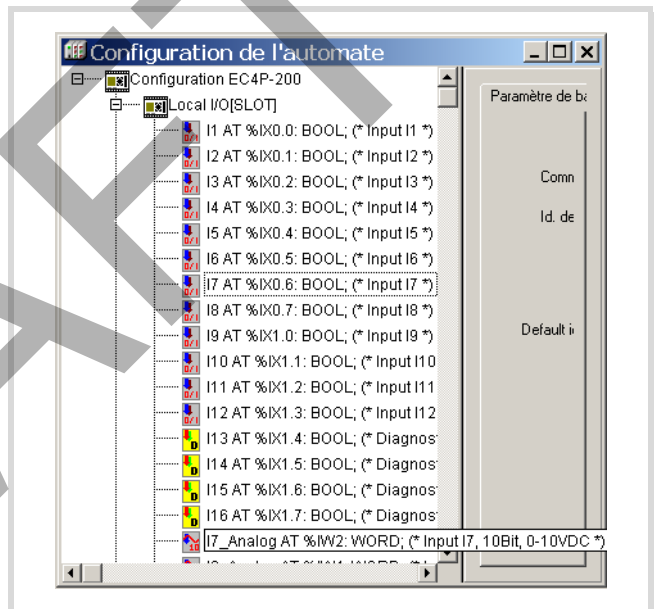 Configuration de l'automate
Configuration EC4P-200
Local I/O[SLOT]
I1 AT %IX0.0: BOOL; (* Input I1 *)
I2 AT %IX0.1: BOOL; (* Input I2 *)
I3 AT %IX0.2: BOOL; (* Input I3 *)
I4 AT %IX0.3: BOOL; (* Input I4 *)
I5 AT %IX0.4: BOOL; (* Input I5 *)
I6 AT %IX0.5: BOOL; (* Input I6 *)
I7 AT %IX0.6: BOOL; (* Input I7 *)
I8 AT %IX0.7: BOOL; (* Input I8 *)
I9 AT %IX1.0: BOOL; (* Input I9 *)
I10 AT %IX1.1: BOOL; (* Input I10
I11 AT %IX1.2: BOOL; (* Input I11
I12 AT %IX1.3: BOOL; (* Input I12
I13 AT %IX1.4: BOOL; (* Diagnos
I14 AT %IX1.5: BOOL; (* Diagnos
I15 AT %IX1.6: BOOL; (* Diagnos
I16 AT %IX1.7: BOOL; (* Diagnos
I7_Analog AT %IW2: WORD; (* Input I7, 10Bit, 0-10VDC *)
Paramètre de ba
Comn
Id. de
Default i